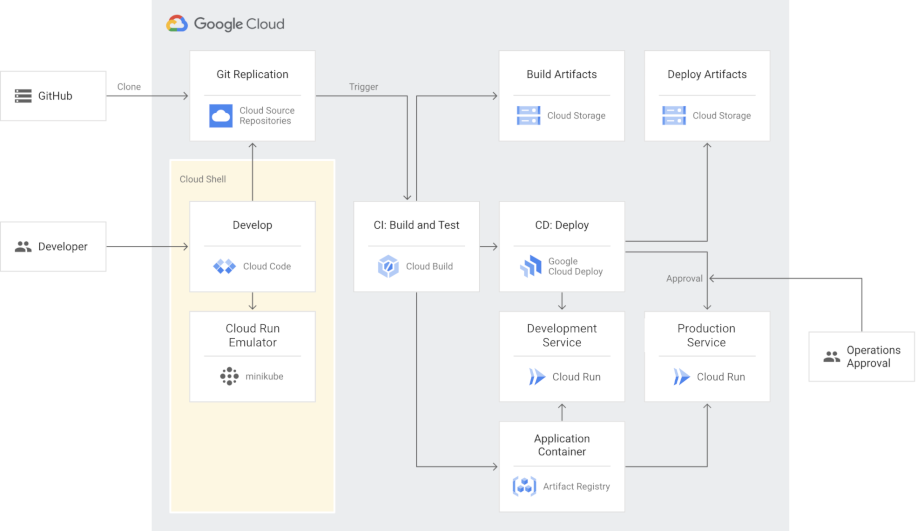 Google Cloud
GitHub
Clone
Git Replication
Cloud Source
Repositories
Trigger
Build Artifacts
Cloud Storage
Deploy Artifacts
Cloud Storage
Cloud Shell
Developer
Develop
Cloud Code
CI: Build and Test
Cloud Build
CD: Deploy
Google
Cloud Deploy
Approval
Cloud Run
Emulator
minikube
Development
Service
Cloud Run
Production
Service
Cloud Run
Operations
Approval
Application
Container
Artifact Registry